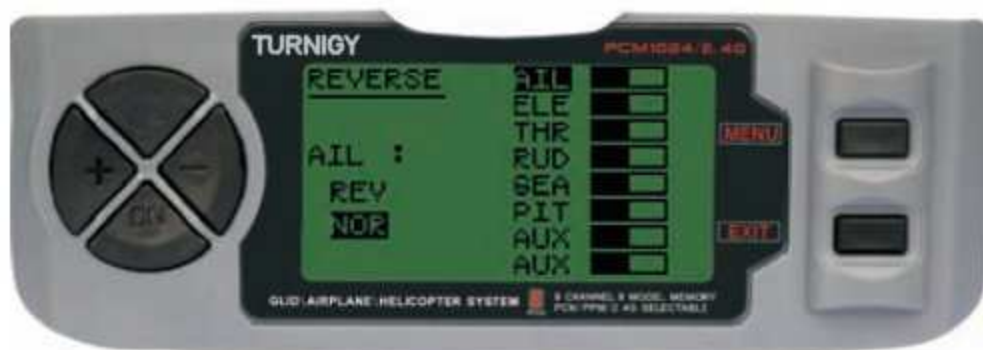 TURNIGY
PCM1024/2.4G
REVERSE
AIL
ELE
THR
MENU
AIL :
RUD
REV
GEA
NOR
PIT
EXIT
AUX
AUX
GLID\AIRPLANE\HELICOPTER SYSTEM
8 CHANNEL 8 MODEL MEMORY
PCM/PPM/2.4G SELECTABLE
+
-